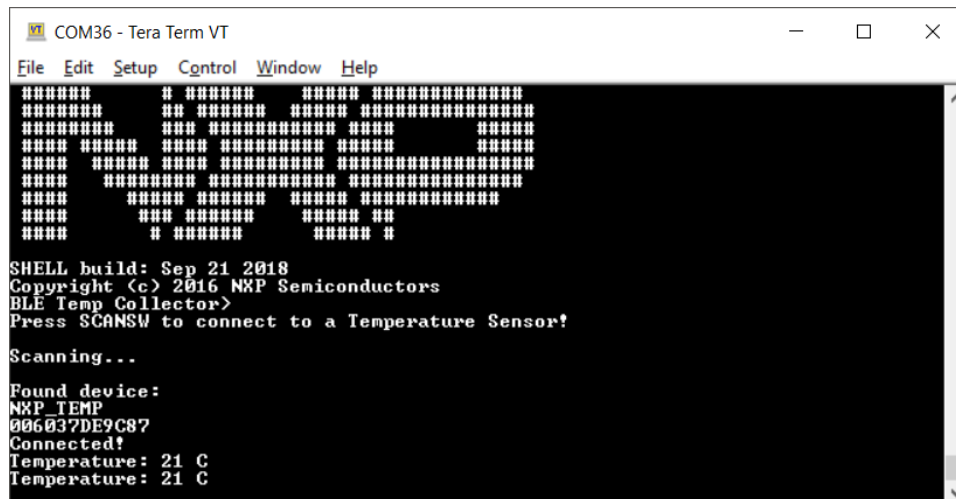 COM36 - Tera Term VT
File Edit Setup Control Window Help
SHELL build: Sep 21 2018
Copyright (c) 2016 NXP Semiconductors
BLE Temp Collector>
Press SCANSW to connect to a Temperature Sensor!
Scanning...
Found device:
NXP_TEMP
006037DE9C87
Connected!
Temperature: 21 C
Temperature: 21 C